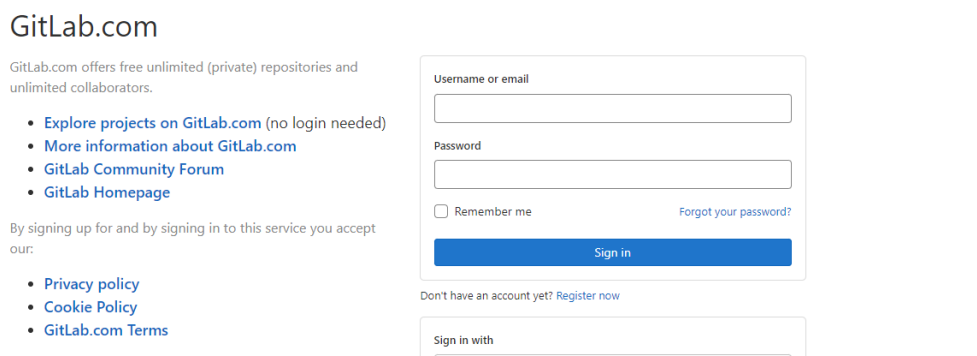 GitLab.com
GitLab.com offers free unlimited (private) repositories and
unlimited collaborators.
Explore projects on GitLab.com (no login needed)
More information about GitLab.com
GitLab Community Forum
GitLab Homepage
By signing up for and by signing in to this service you accept
our:
Privacy policy
Cookie Policy
GitLab.com Terms
Username or email
Password
Remember me
Forgot your password?
Sign in
Don't have an account yet? Register now
Sign in with